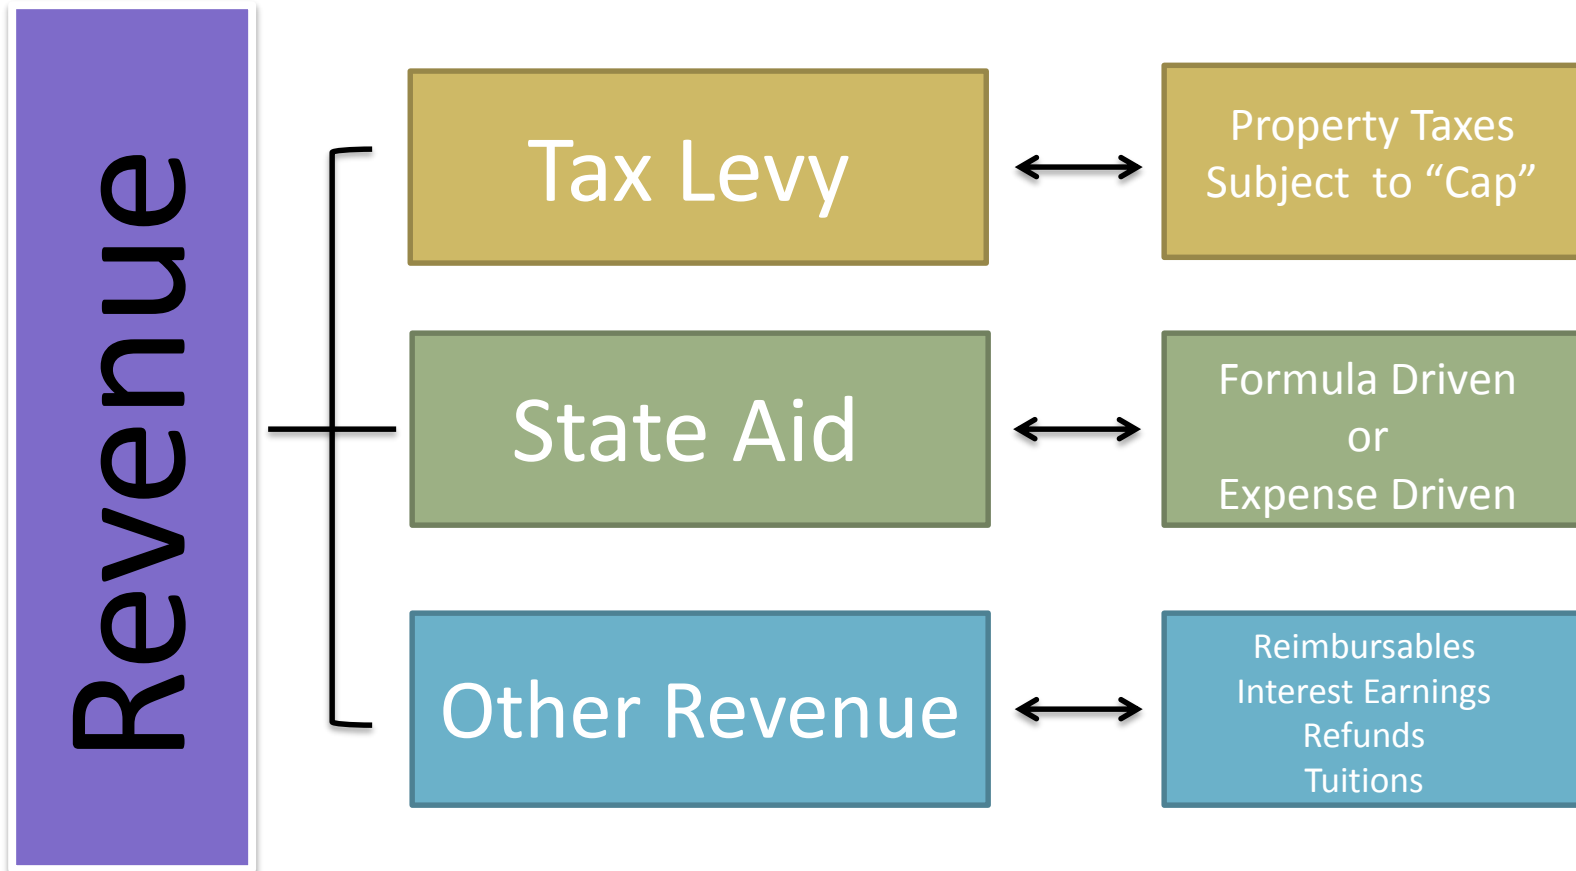 Revenue
Tax Levy
Property Taxes
Subject to “Cap”
State Aid
Formula Driven
or
Expense Driven
Other Revenue
Reimbursables
Interest Earnings
Refunds
Tuitions